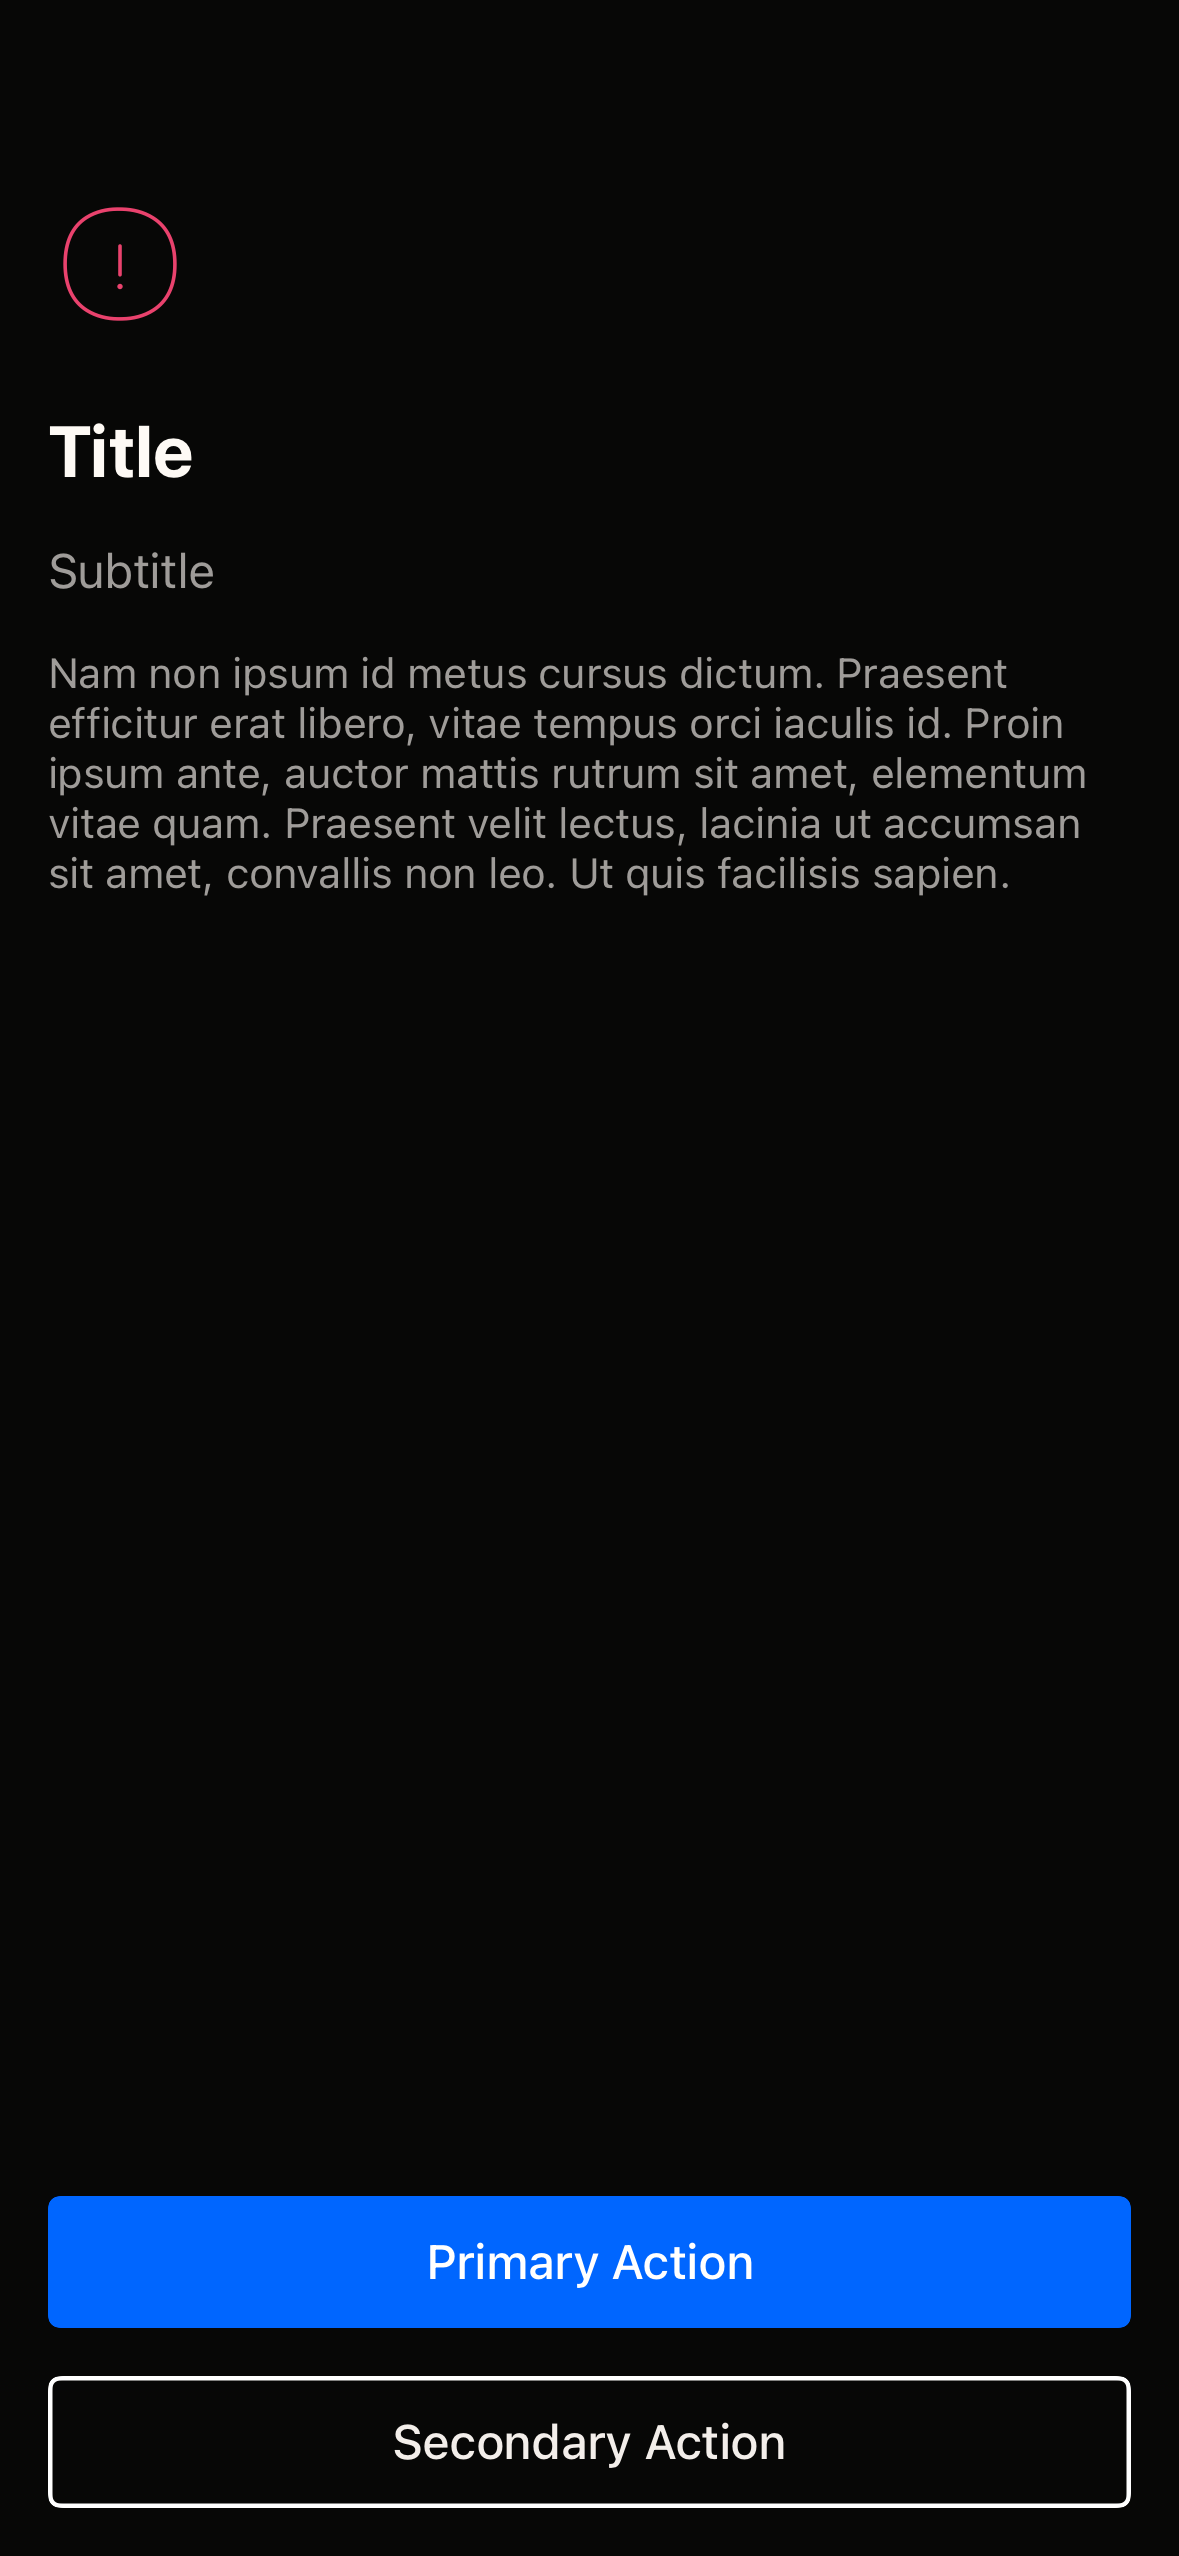 !
Title
Subtitle
Nam non ipsum id metus cursus dictum. Praesent
efficitur erat libero, vitae tempus orci iaculis id. Proin
ipsum ante, auctor mattis rutrum sit amet, elementum
vitae quam. Praesent velit lectus, lacinia ut accumsan
sit amet, convallis non leo. Ut quis facilisis sapien.
Primary Action
Secondary Action